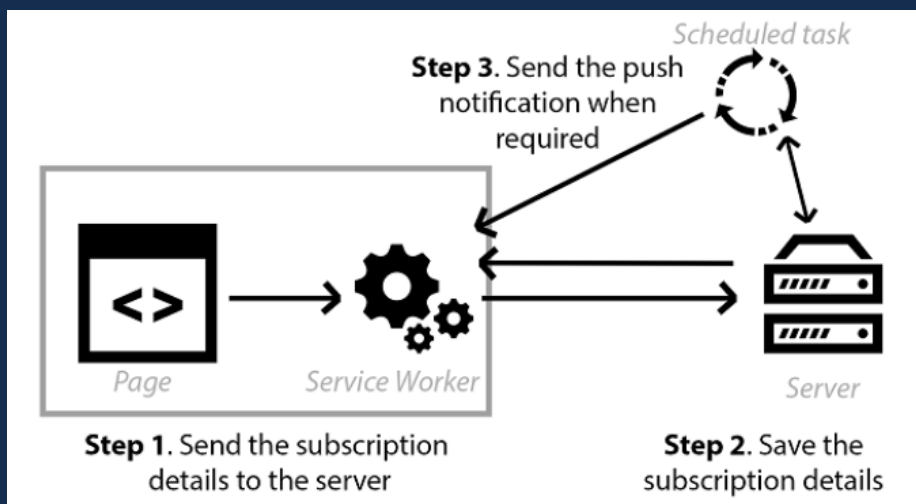 Scheduled task
Step 3. Send the push
notification when
required
<>
Page
Service Worker
Server
Step 1. Send the subscription
details to the server
Step 2. Save the
subscription details